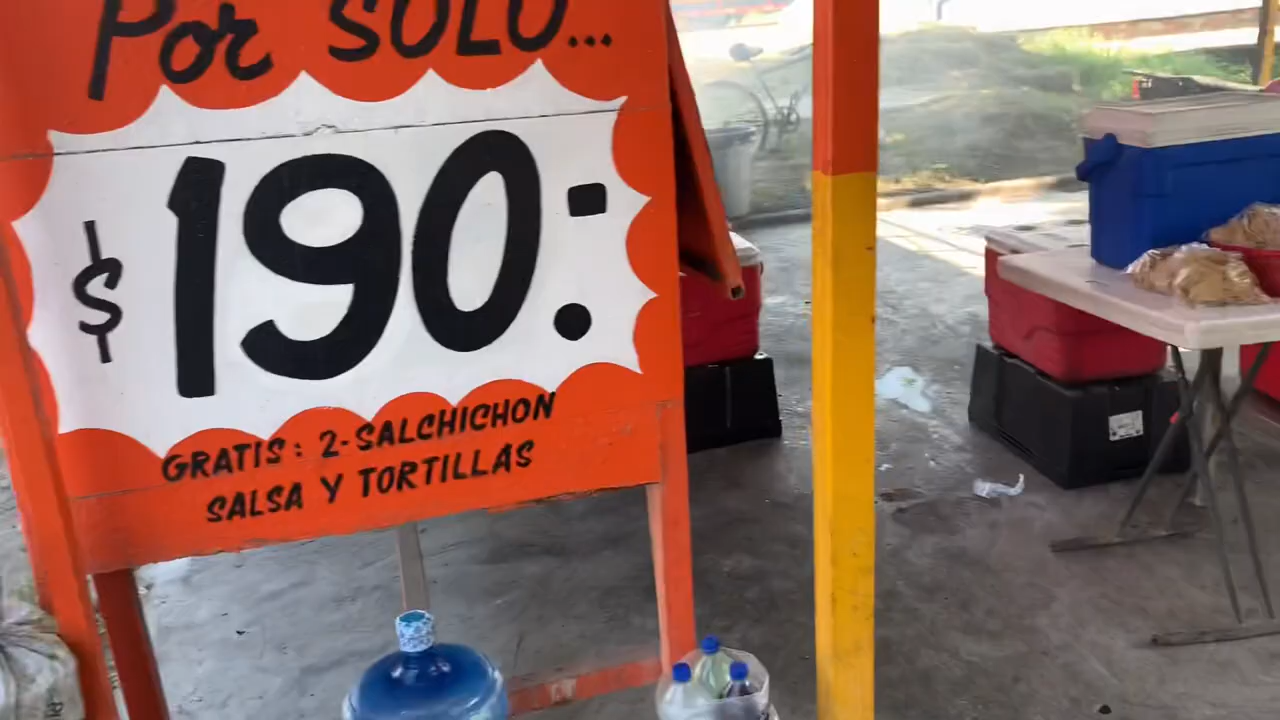 Por SOLO...
$190.-
GRATIS: 2-SALCHICHON
SALSA Y TORTILLAS